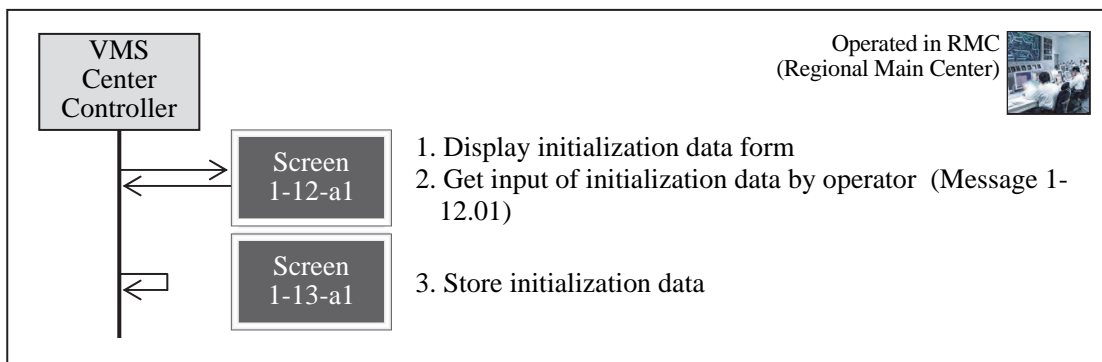 VMS
Center
Controller
Operated in RMC
(Regional Main Center)
Screen
1-12-a1
1. Display initialization data form
2. Get input of initialization data by operator (Message 1-
12.01)
Screen
1-13-a1
3. Store initialization data